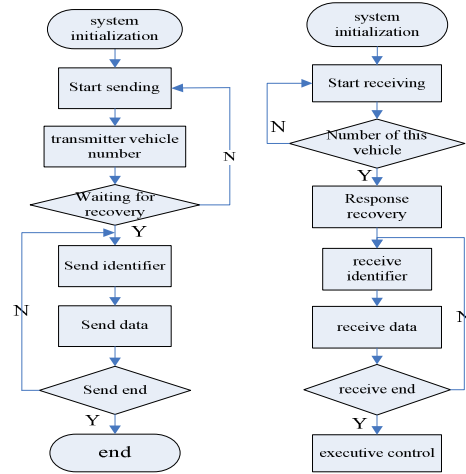 system
initialization
Start sending
transmitter vehicle
number
N
Waiting for
recovery
Y
Send identifier
N
Send data
Send end
Y
end
system
initialization
Start receiving
N
Number of this
vehicle
Y
Response
recovery
receive
identifier
N
receive data
receive end
Y
executive control